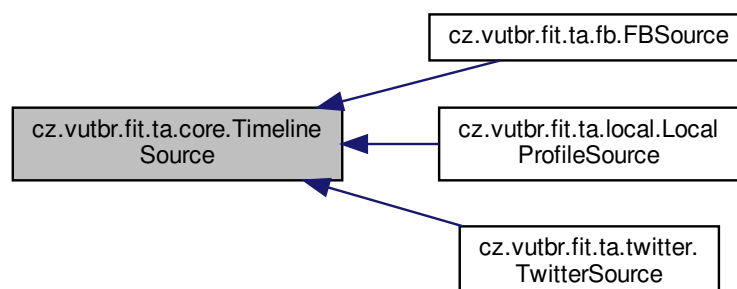 cz.vutbr.fit.ta.fb.FBSource
cz.vutbr.fit.ta.core.Timeline
Source
cz.vutbr.fit.ta.local.Local
ProfileSource
cz.vutbr.fit.ta.twitter.
TwitterSource